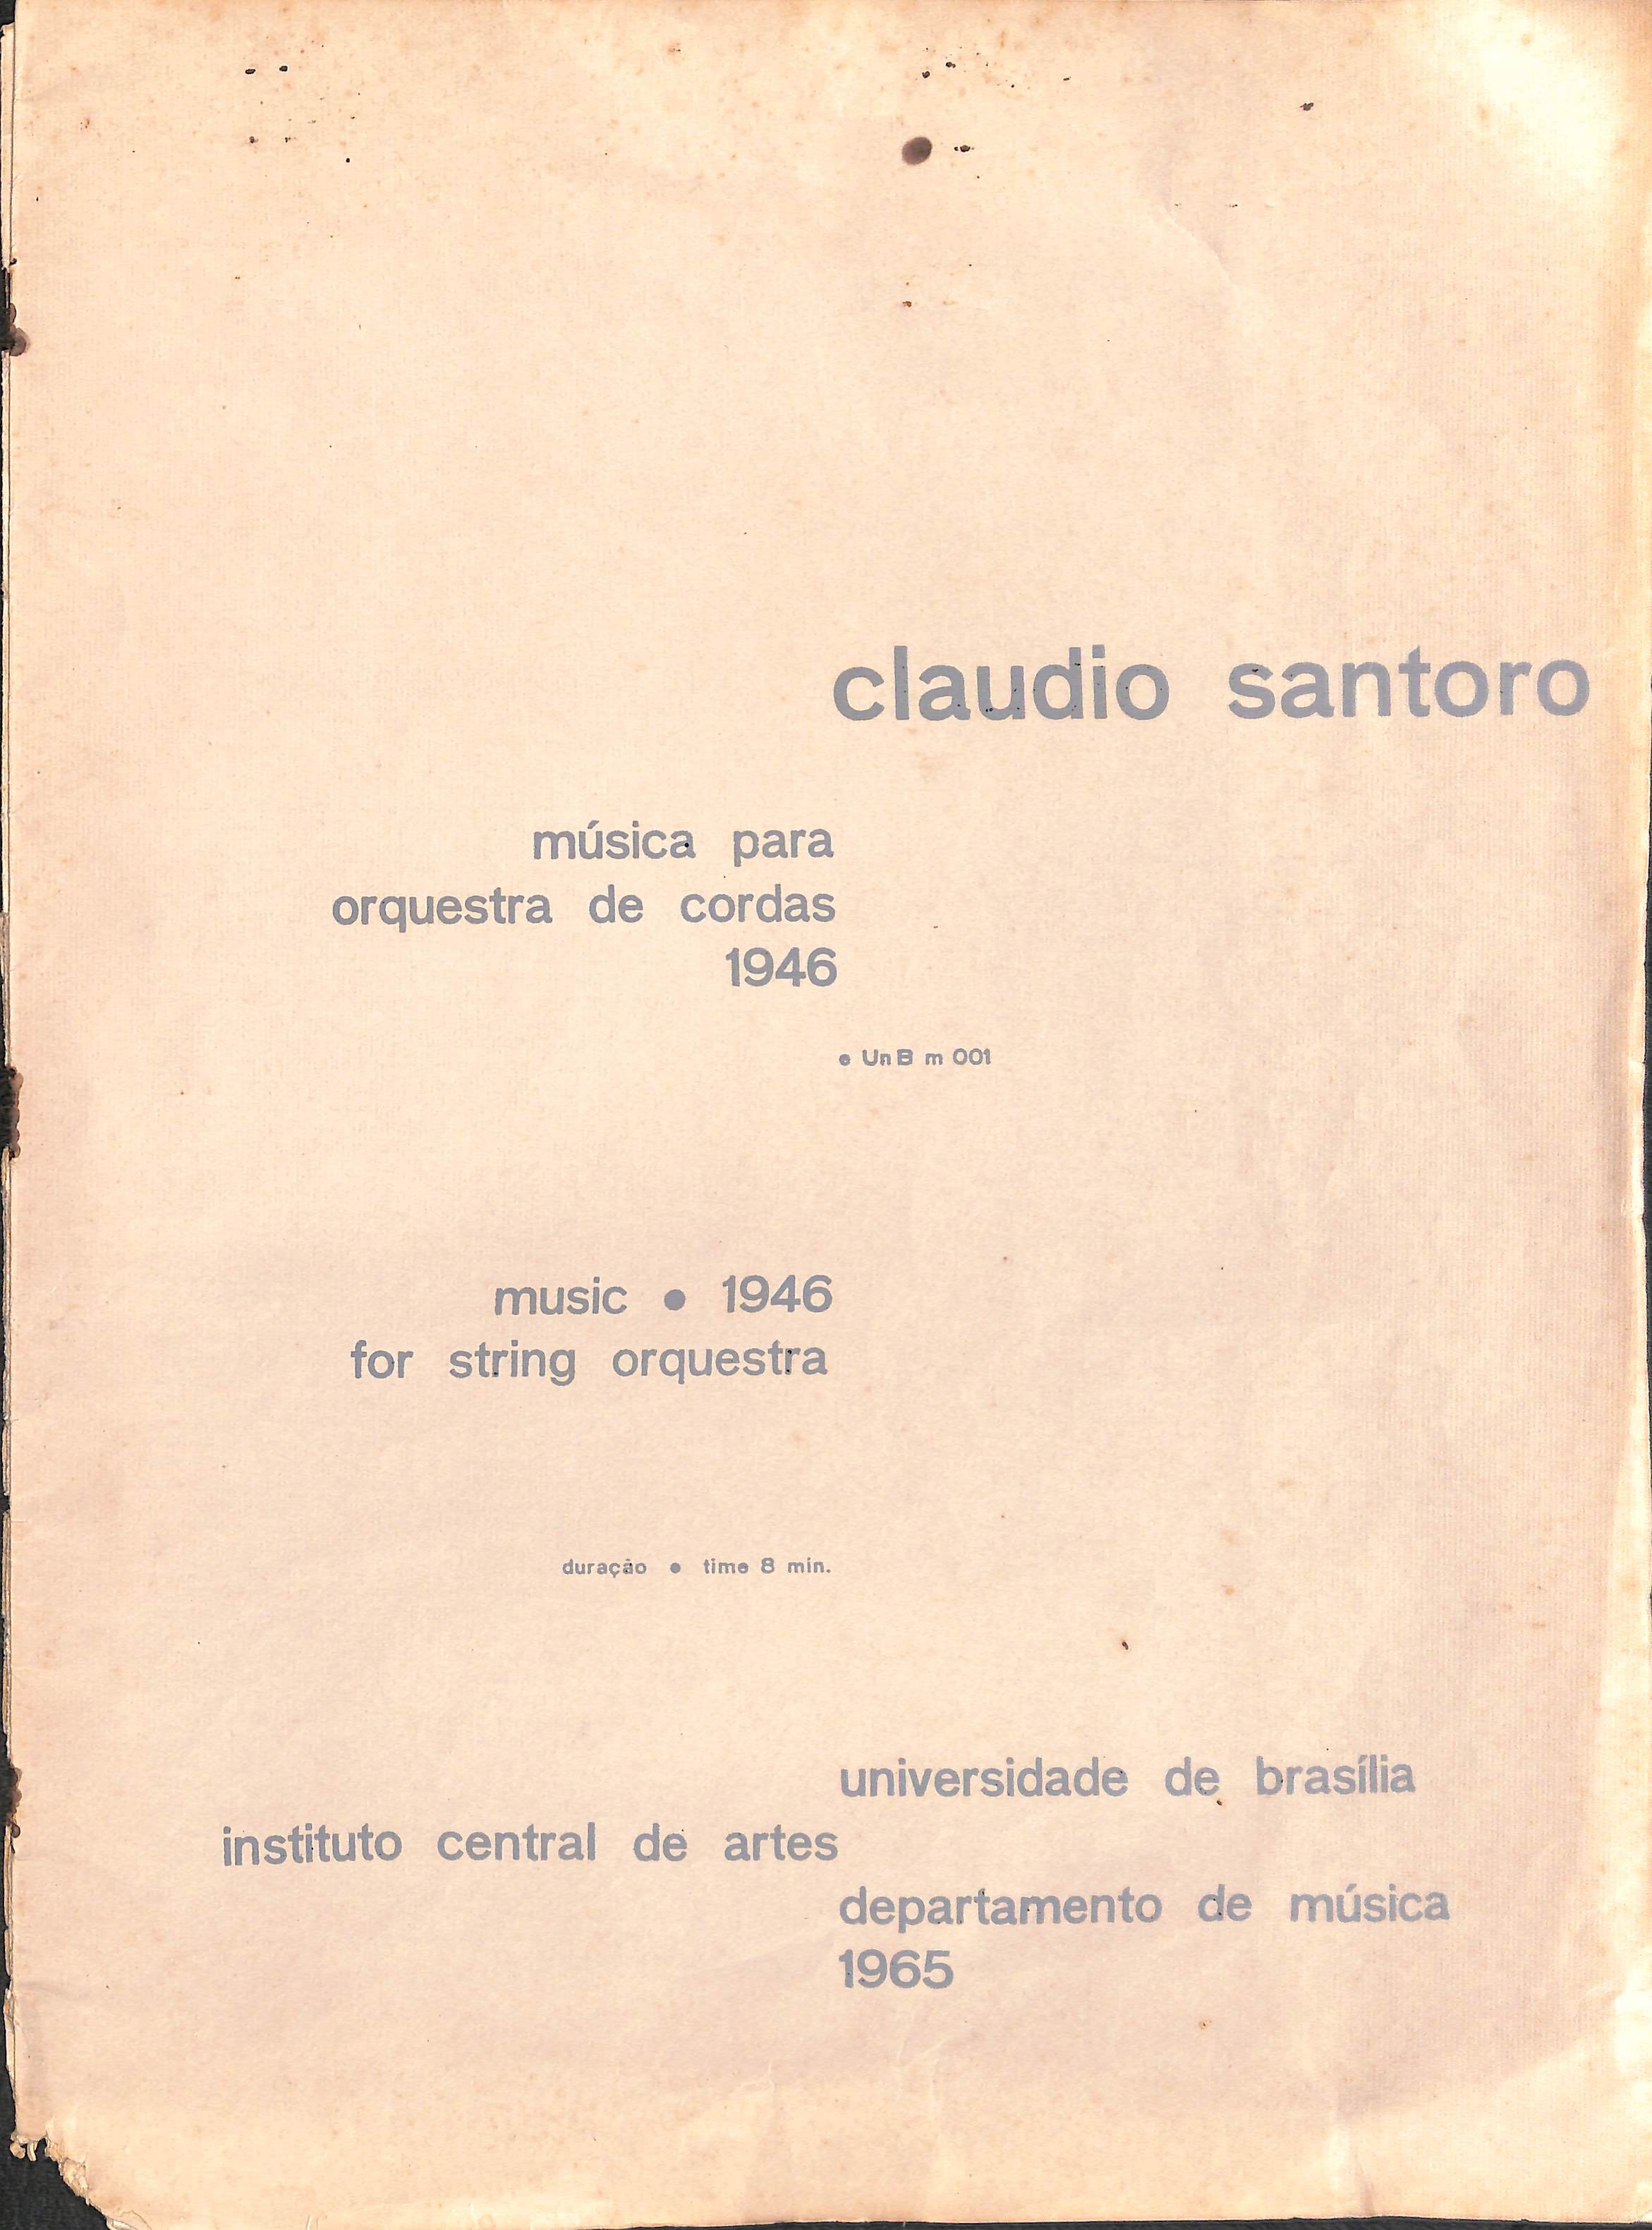 claudio santoro
música para
orquestra de cordas
1946
e UnB m 001
music • 1946
for string orquestra
duração • time 8 min.
universidade de brasília
instituto central de artes
departamento de música
1965